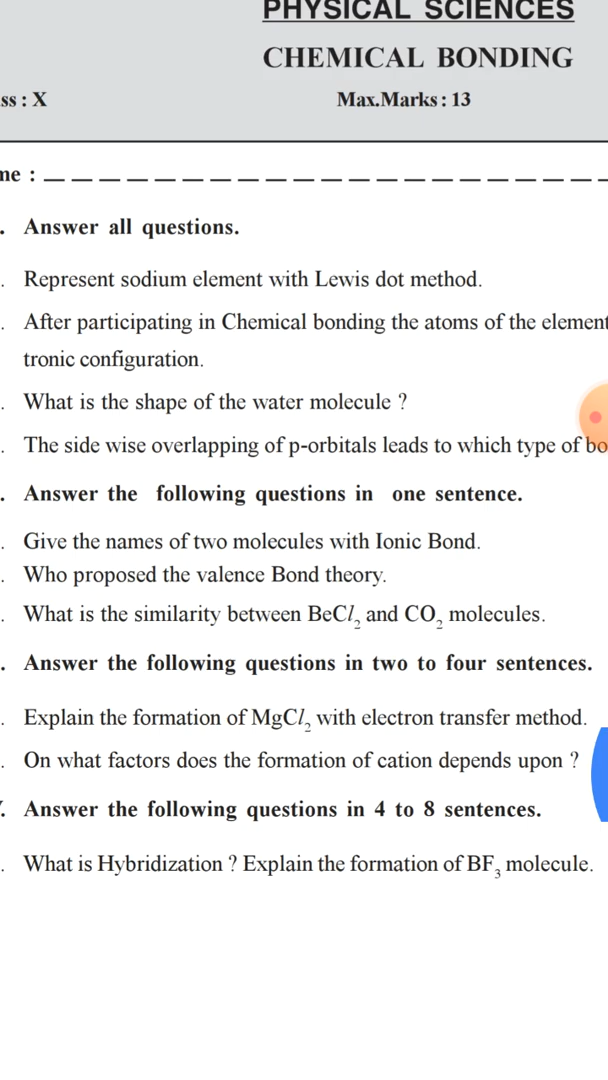 PHYSICAL SCIENCES
CHEMICAL BONDING
ss : X Max.Marks : 13
me : _ _ _ _ _ _ _ _ _ _ _ _ _ _ _ _ _ _ _ _ _
. Answer all questions.
. Represent sodium element with Lewis dot method.
. After participating in Chemical bonding the atoms of the element
tronic configuration.
. What is the shape of the water molecule ?
. The side wise overlapping of p-orbitals leads to which type of bo
. Answer the following questions in one sentence.
. Give the names of two molecules with Ionic Bond.
. Who proposed the valence Bond theory.
. What is the similarity between BeCl₂ and CO₂ molecules.
. Answer the following questions in two to four sentences.
. Explain the formation of MgCl₂ with electron transfer method.
. On what factors does the formation of cation depends upon ?
. Answer the following questions in 4 to 8 sentences.
. What is Hybridization ? Explain the formation of BF₃ molecule.